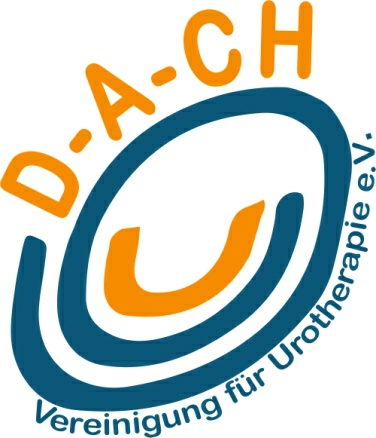 D-A-CH
U
Vereinigung für Urotherapie e.V.